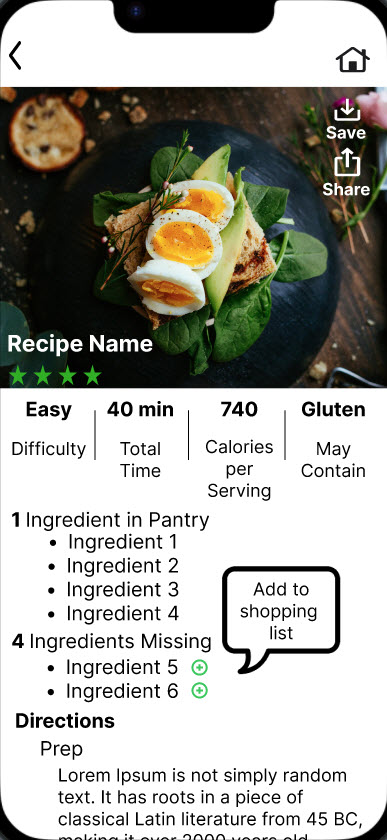 Save
Share
Recipe Name
Easy
Difficulty
40 min
Total
Time
740
Calories
per
Serving
Gluten
May
Contain
1 Ingredient in Pantry
• Ingredient 1
• Ingredient 2
• Ingredient 3
• Ingredient 4
Add to
shopping
list
4 Ingredients Missing
• Ingredient 5
• Ingredient 6
Directions
Prep
Lorem Ipsum is not simply random
text. It has roots in a piece of
classical Latin literature from 45 BC,
making it over 2000 years old